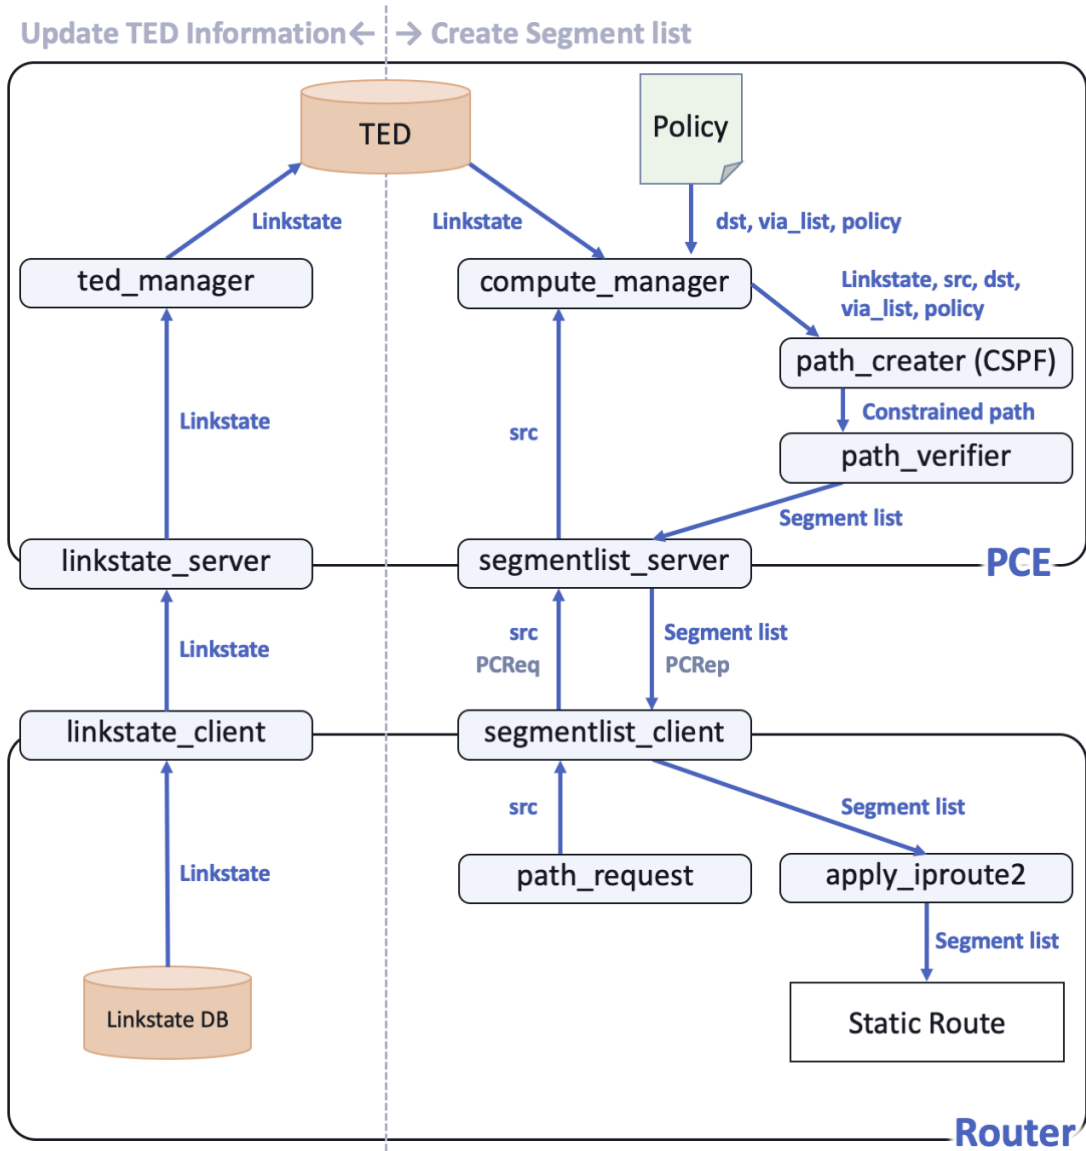 Update TED Information← → Create Segment list
TED
Policy
Linkstate
Linkstate
dst, via_list, policy
ted_manager
compute_manager
Linkstate, src, dst,
via_list, policy
path_creater (CSPF)
Linkstate
src
Constrained path
path_verifier
Segment list
linkstate_server
segmentlist_server
PCE
Linkstate
src
PCReq
Segment list
PCRep
linkstate_client
segmentlist_client
Linkstate
src
Segment list
path_request
apply_iproute2
Segment list
Linkstate DB
Static Route
Router